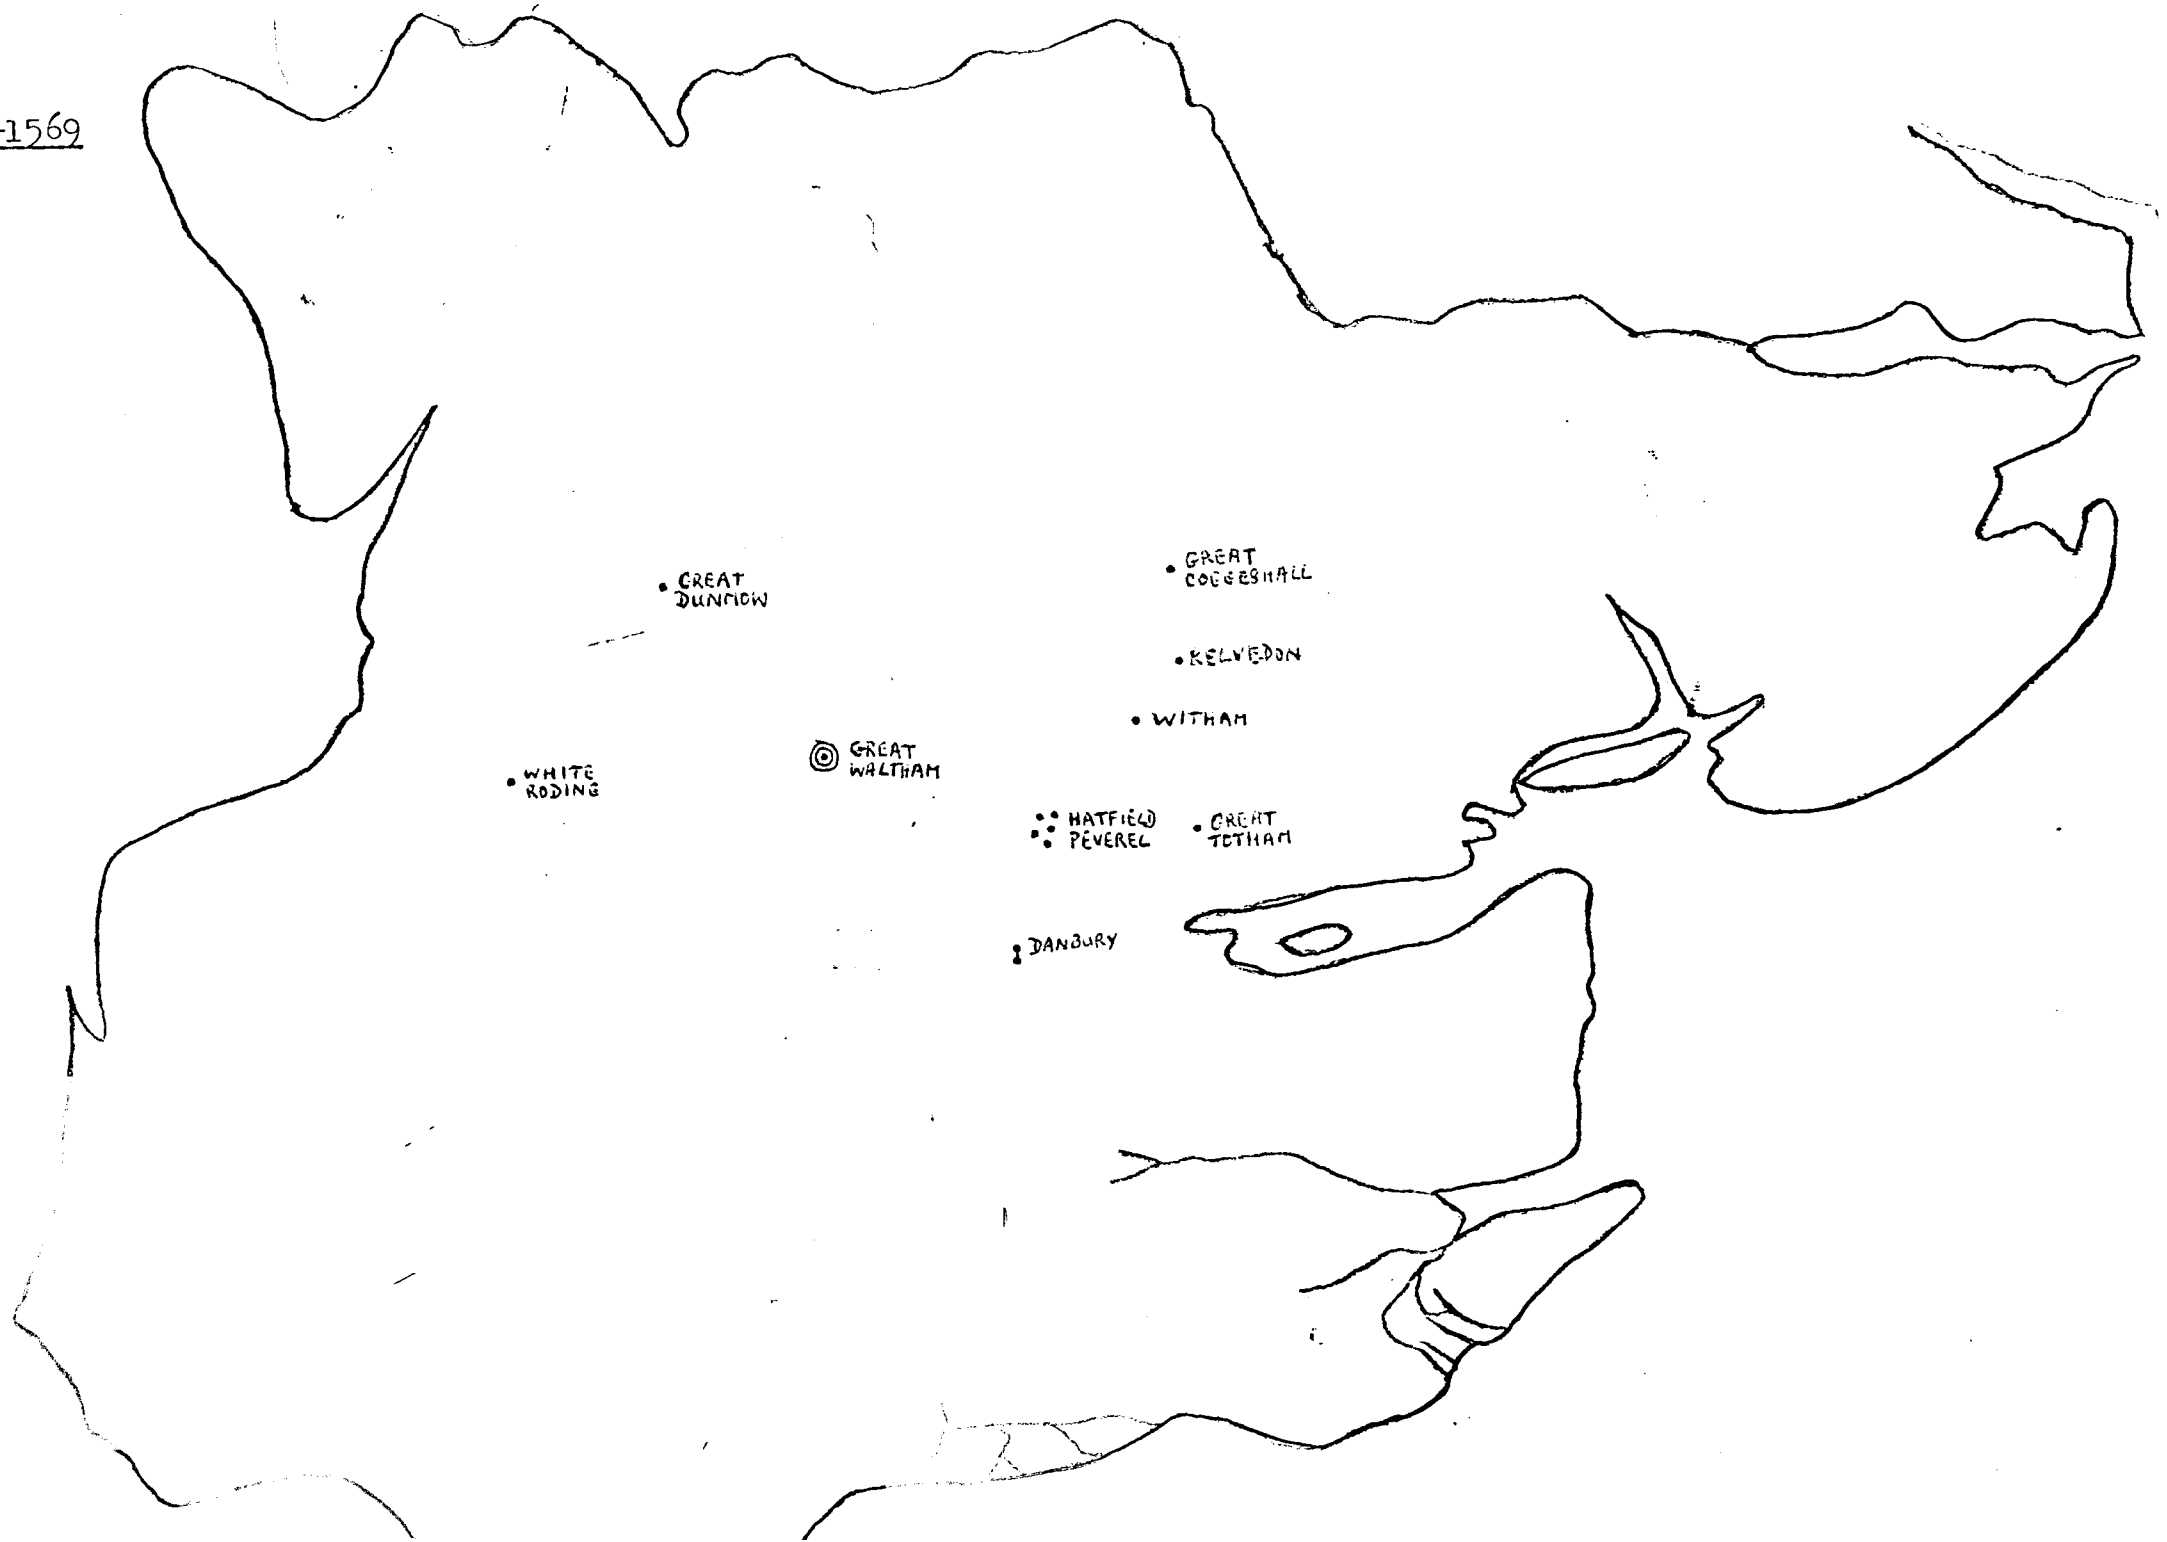 -1569
GREAT
COGGESHALL
GREAT
DUNMOW
KELVEDON
WITHAM
GREAT
WALTHAM
WHITE
RODING
HATFIELD
PEVEREL
GREAT
TOTHAM
DANBURY